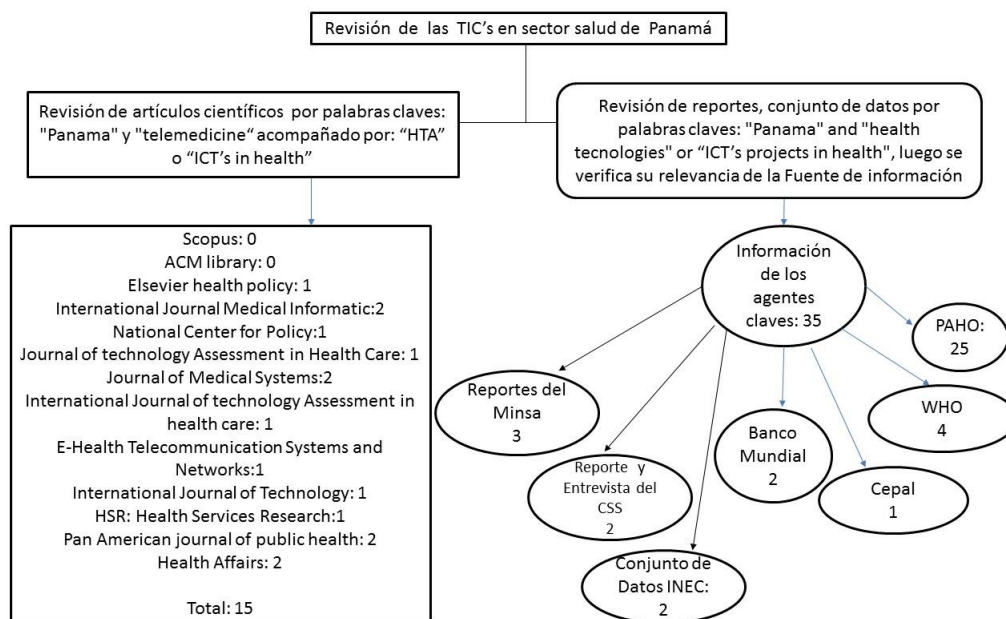 Revisión de las TIC's en sector salud de Panamá
Revisión de artículos científicos por palabras claves:
"Panama" y "telemedicine“ acompañado por: “HTA”
o “ICT’s in health”
Revisión de reportes, conjunto de datos por
palabras claves: "Panama" and "health
tecnologies" or “ICT’s projects in health", luego se
verifica su relevancia de la Fuente de información
Scopus: 0
ACM library: 0
Elsevier health policy: 1
International Journal Medical Informatic:2
National Center for Policy:1
Journal of technology Assessment in Health Care: 1
Journal of Medical Systems:2
International Journal of technology Assessment in
health care: 1
E-Health Telecommunication Systems and
Networks:1
International Journal of Technology: 1
HSR: Health Services Research:1
Pan American journal of public health: 2
Health Affairs: 2
Total: 15
Información
de los
agentes
claves: 35
Reportes del
Minsa
3
Reporte y
Entrevista del
CSS
2
Conjunto de
Datos INEC:
2
Banco
Mundial
2
Cepal
1
WHO
4
PAHO:
25